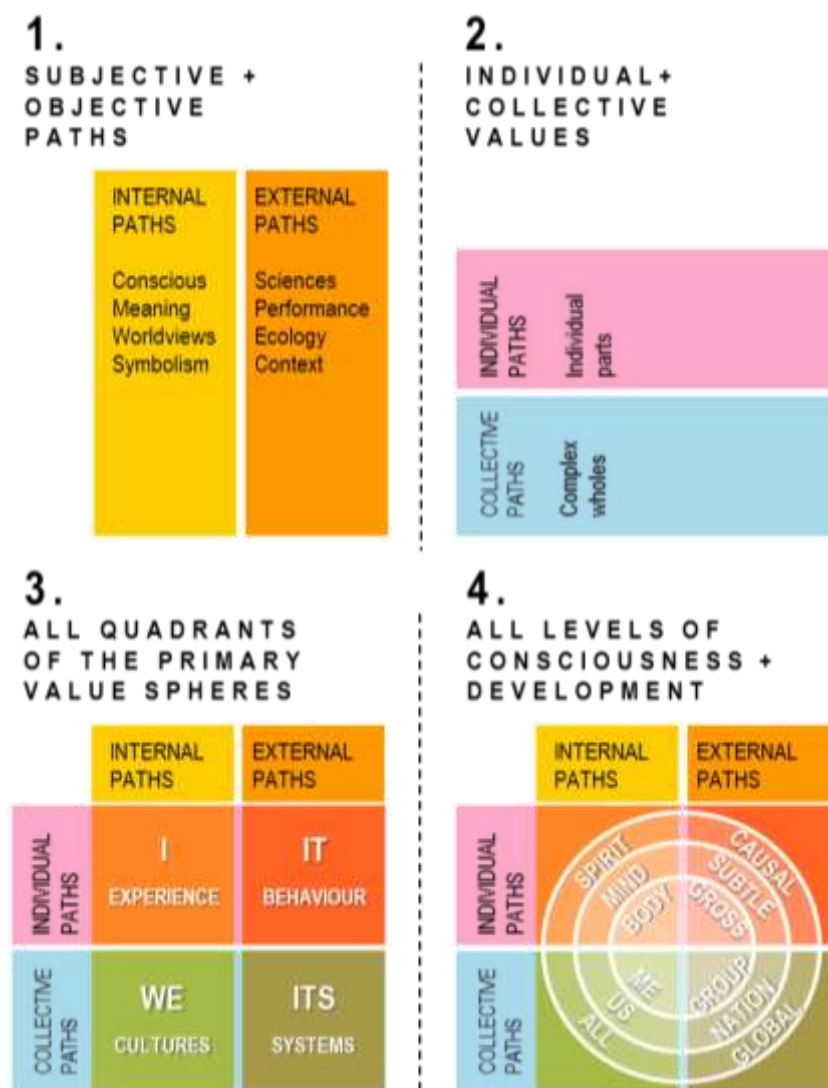 1.
SUBJECTIVE +
OBJECTIVE
PATHS
INTERNAL
PATHS
Conscious
Meaning
Worldviews
Symbolism
EXTERNAL
PATHS
Sciences
Performance
Ecology
Context
2.
INDIVIDUAL+
COLLECTIVE
VALUES
INDIVIDUAL
PATHS
Individual
parts
COLLECTIVE
PATHS
Complex
wholes
3.
ALL QUADRANTS
OF THE PRIMARY
VALUE SPHERES
INTERNAL
PATHS
EXTERNAL
PATHS
INDIVIDUAL
PATHS
I
EXPERIENCE
IT
BEHAVIOUR
COLLECTIVE
PATHS
WE
CULTURES
ITS
SYSTEMS
4.
ALL LEVELS OF
CONSCIOUSNESS +
DEVELOPMENT
INTERNAL
PATHS
EXTERNAL
PATHS
INDIVIDUAL
PATHS
SPIRIT
MIND
BODY
CAUSAL
SUBTLE
GROSS
COLLECTIVE
PATHS
ME
US
ALL
GROUP
NATION
GLOBAL